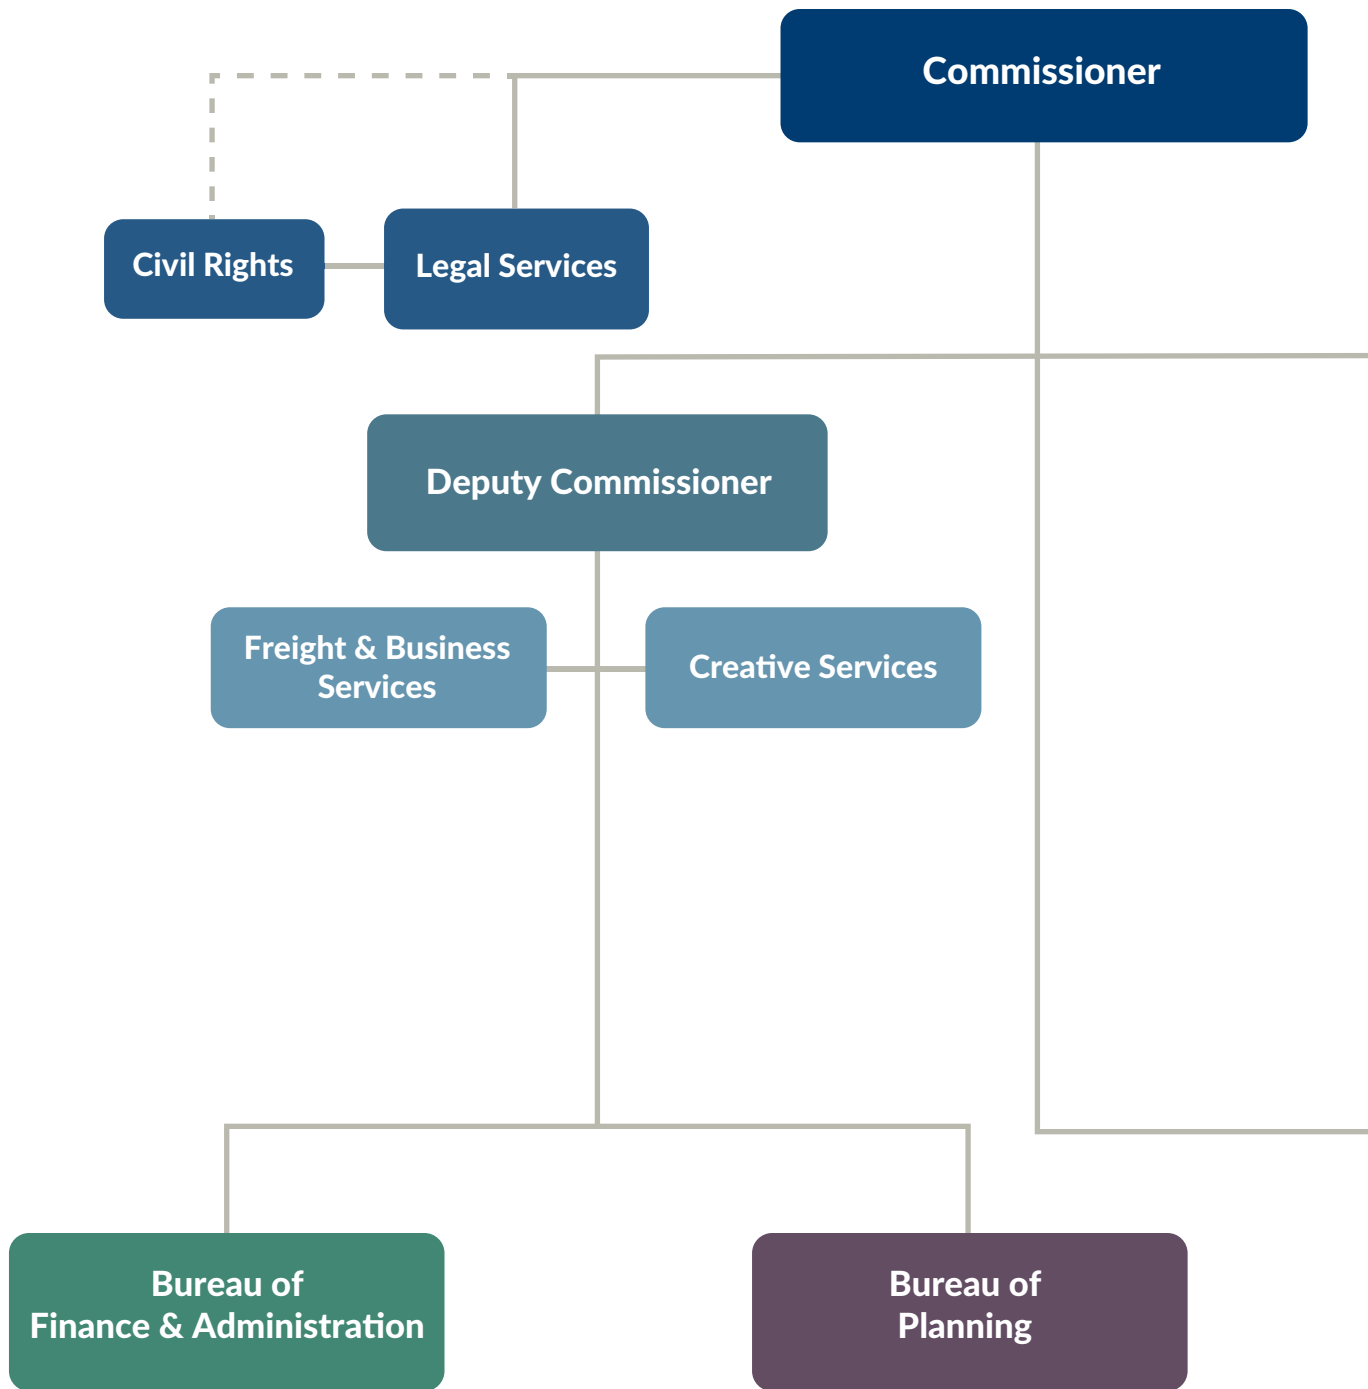 Commissioner
Civil Rights
Legal Services
Deputy Commissioner
Freight & Business
Services
Creative Services
Bureau of
Finance & Administration
Bureau of
Planning